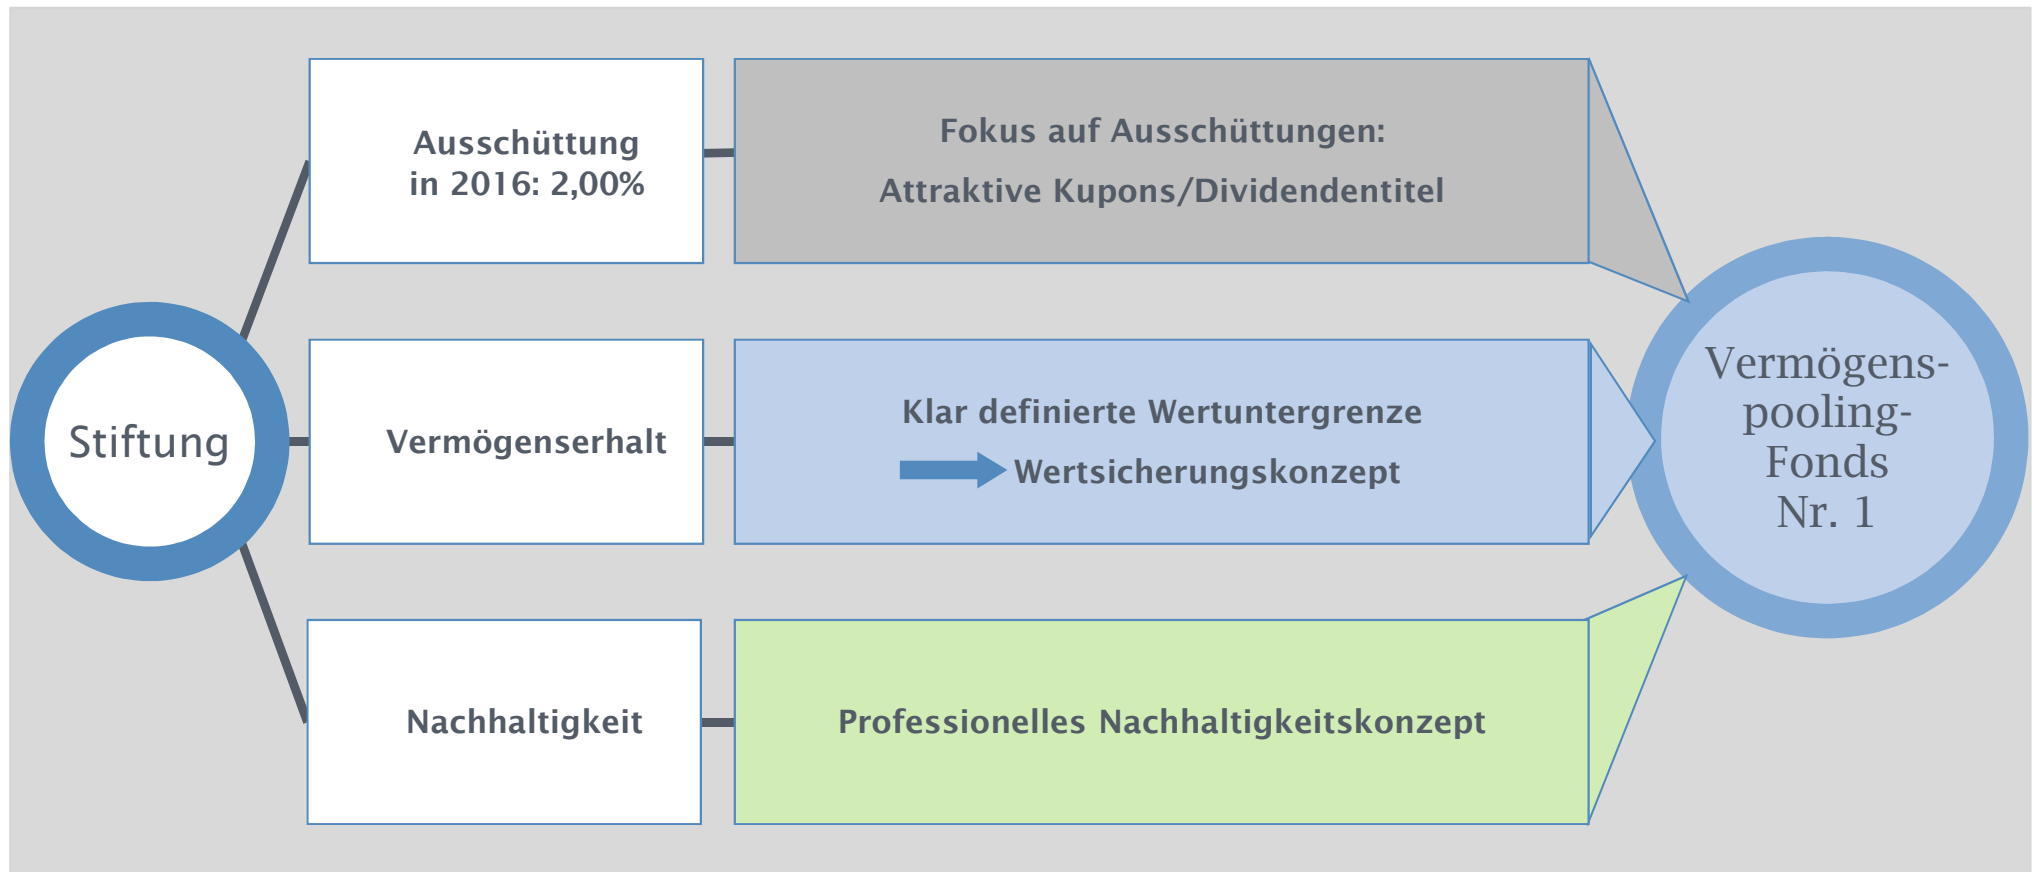 Stiftung
Ausschüttung
in 2016: 2,00%
Fokus auf Ausschüttungen:
Attraktive Kupons/Dividendentitel
Vermögenserhalt
Klar definierte Wertuntergrenze
Wertsicherungskonzept
Nachhaltigkeit
Professionelles Nachhaltigkeitskonzept
Vermögens-
pooling-
Fonds
Nr. 1